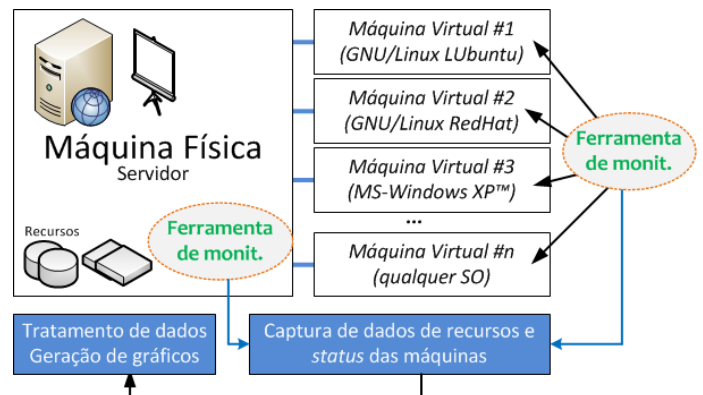 Máquina Física
Servidor
Recursos
Ferramenta
de monit.
Máquina Virtual #1
(GNU/Linux LUbuntu)
Máquina Virtual #2
(GNU/Linux RedHat)
Máquina Virtual #3
(MS-Windows XP™)
...
Máquina Virtual #n
(qualquer SO)
Ferramenta
de monit.
Tratamento de dados
Geração de gráficos
Captura de dados de recursos e
status das máquinas